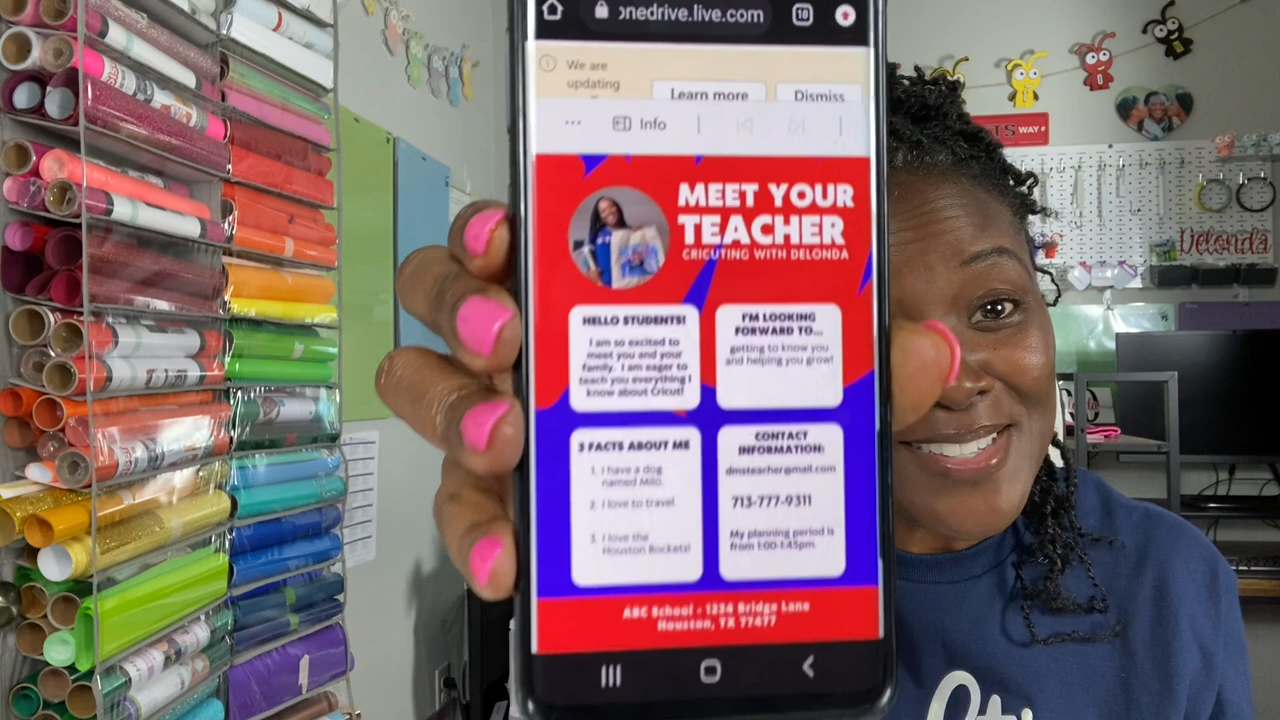 onedrive.live.com
10
We are
updating
Learn more
Dismiss
Info
MEET YOUR
TEACHER
CRICUTING WITH DELONDA
HELLO STUDENTS!
I am so excited to
meet you and your
family. I am eager to
teach you everything I
know about Cricut!
I'M LOOKING
FORWARD TO...
getting to know you
and helping you grow!
3 FACTS ABOUT ME
1. I have a dog
named Milo.
2. I love to travel.
3. I love the
Houston Rockets!
CONTACT
INFORMATION:
dmsteacher@mail.com
713-777-9311
My planning period is
from 1:00-1:45pm.
ABC School - 1234 Bridge Lane
Houston, TX 77477
WAY
Delonda